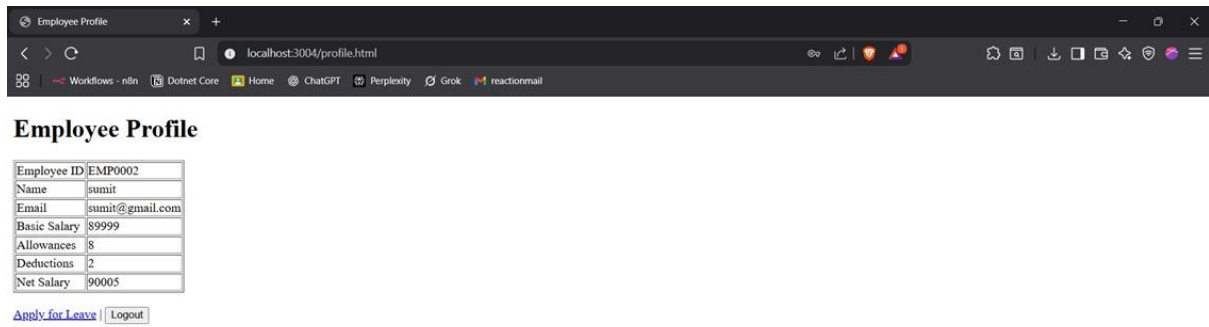 Employee Profile
localhost:3004/profile.html
Workflows - n8n Dotnet Core Home ChatGPT Perplexity Grok reactionmail
Employee Profile
Employee ID EMP0002
Name sumit
Email sumit@gmail.com
Basic Salary 89999
Allowances 8
Deductions 2
Net Salary 90005
Apply for Leave | Logout